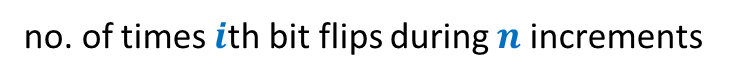 no. of times ith bit flips during n increments